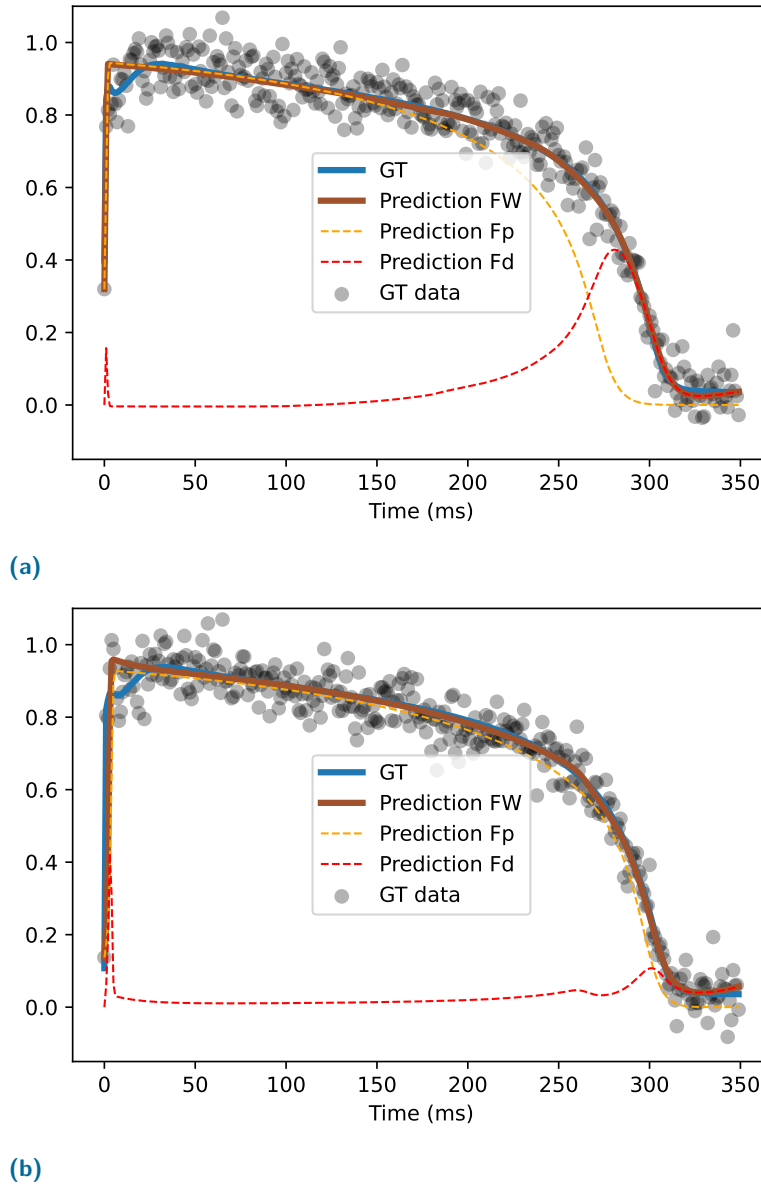 1.0
0.8
0.6
0.4
0.2
0.0
GT
Prediction FW
Prediction Fp
Prediction Fd
GT data
0 50 100 150 200 250 300 350
Time (ms)
(a)
1.0
0.8
0.6
0.4
0.2
0.0
GT
Prediction FW
Prediction Fp
Prediction Fd
GT data
0 50 100 150 200 250 300 350
Time (ms)
(b)